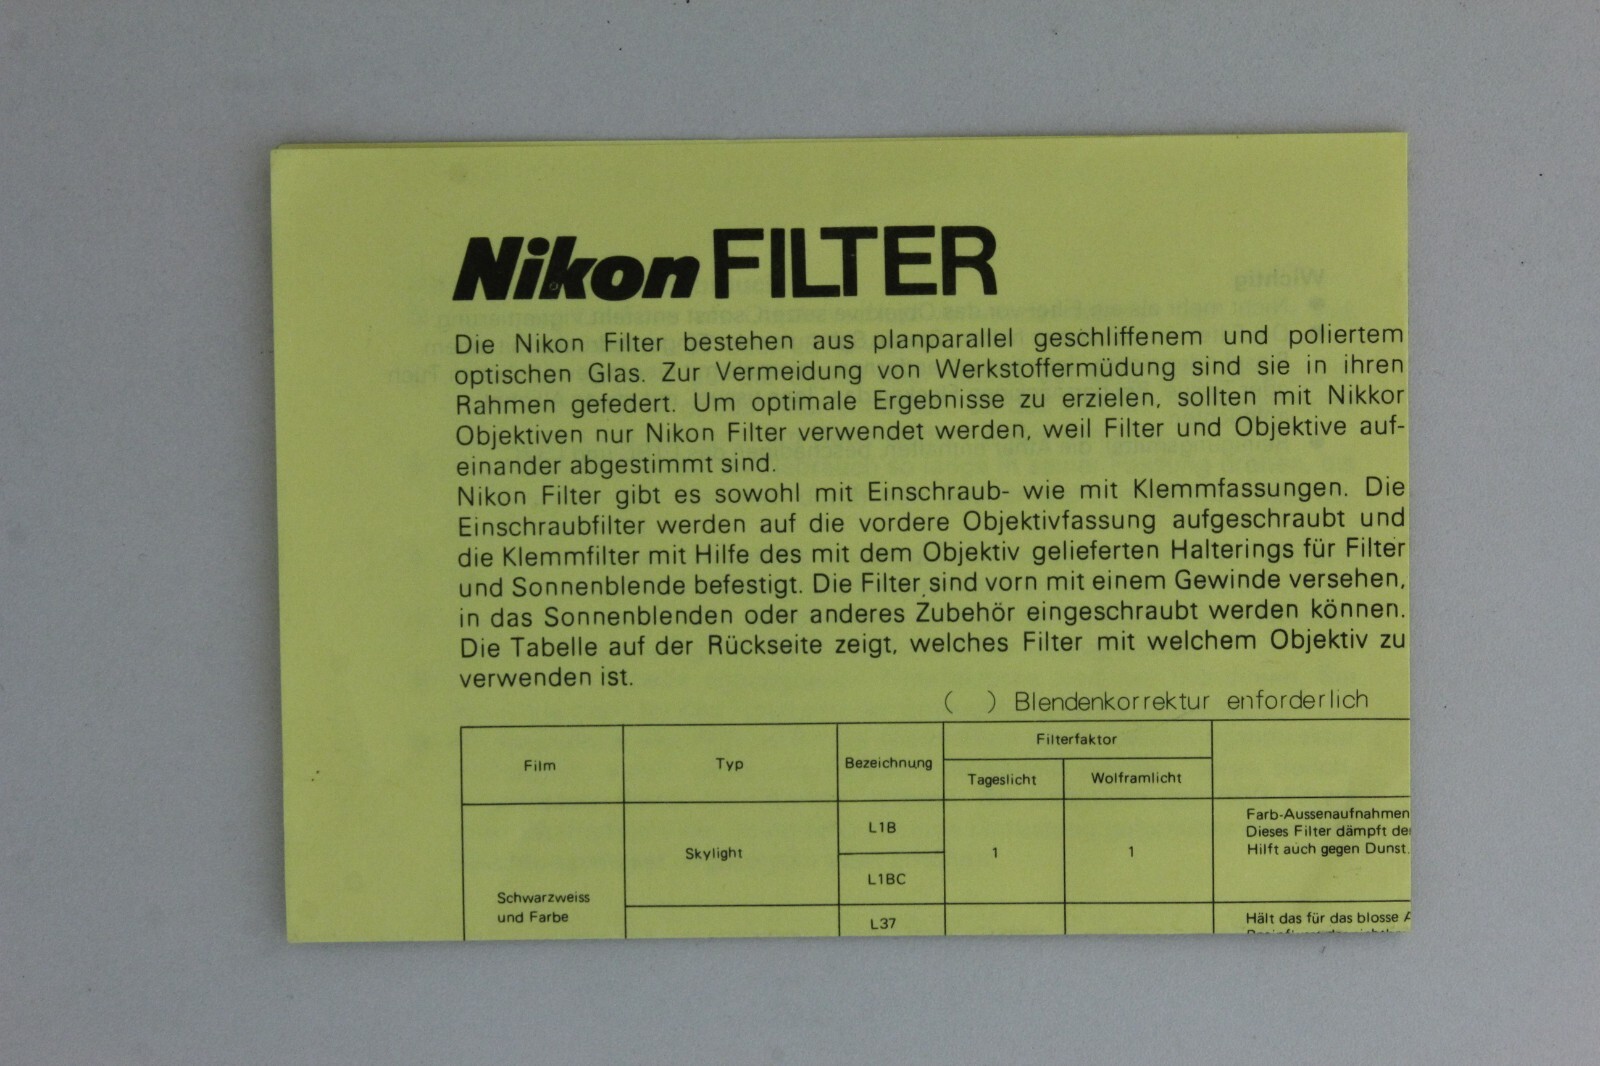 Nikon FILTER
Die Nikon Filter bestehen aus planparallel geschliffenem und poliertem
optischen Glas. Zur Vermeidung von Werkstoffermüdung sind sie in ihren
Rahmen gefedert. Um optimale Ergebnisse zu erzielen, sollten mit Nikkor
Objektiven nur Nikon Filter verwendet werden, weil Filter und Objektive auf-
einander abgestimmt sind.
Nikon Filter gibt es sowohl mit Einschraub- wie mit Klemmfassungen. Die
Einschraubfilter werden auf die vordere Objektivfassung aufgeschraubt und
die Klemmfilter mit Hilfe des mit dem Objektiv gelieferten Halterings für Filter
und Sonnenblende befestigt. Die Filter sind vorn mit einem Gewinde versehen,
in das Sonnenblenden oder anderes Zubehör eingeschraubt werden können.
Die Tabelle auf der Rückseite zeigt, welches Filter mit welchem Objektiv zu
verwenden ist.
( ) Blendenkorrektur enforderlich
Film
Typ
Bezeichnung
Filterfaktor
Tageslicht
Wolframlicht
Schwarzweiss
und Farbe
Skylight
L1B
L1BC
1
1
Farb-Aussenaufnahmen
Dieses Filter dämpft
Hilft auch gegen Dunst.
L37
Hält das für das blosse